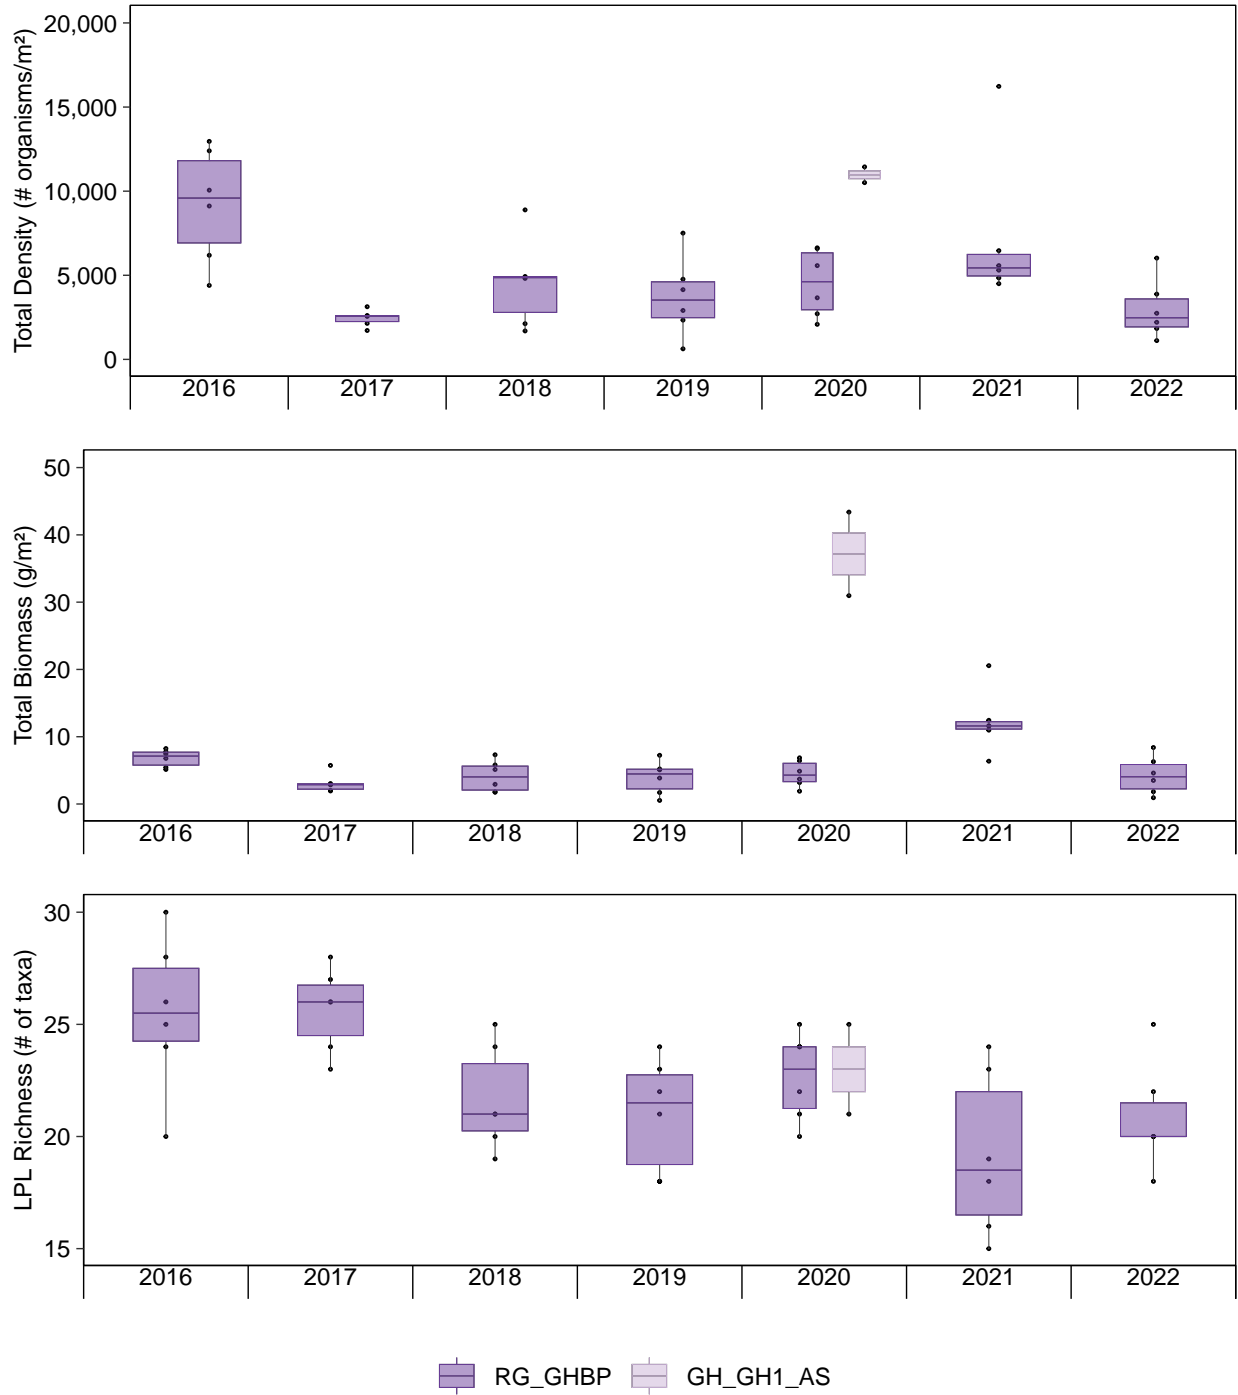 Total Density (# organisms/m²)
20,000
15,000
10,000
5,000
0
2016 2017 2018 2019 2020 2021 2022
Total Biomass (g/m²)
50
40
30
20
10
0
2016 2017 2018 2019 2020 2021 2022
LPL Richness (# of taxa)
30
25
20
15
2016 2017 2018 2019 2020 2021 2022
RG_GHBP GH_GH1_AS